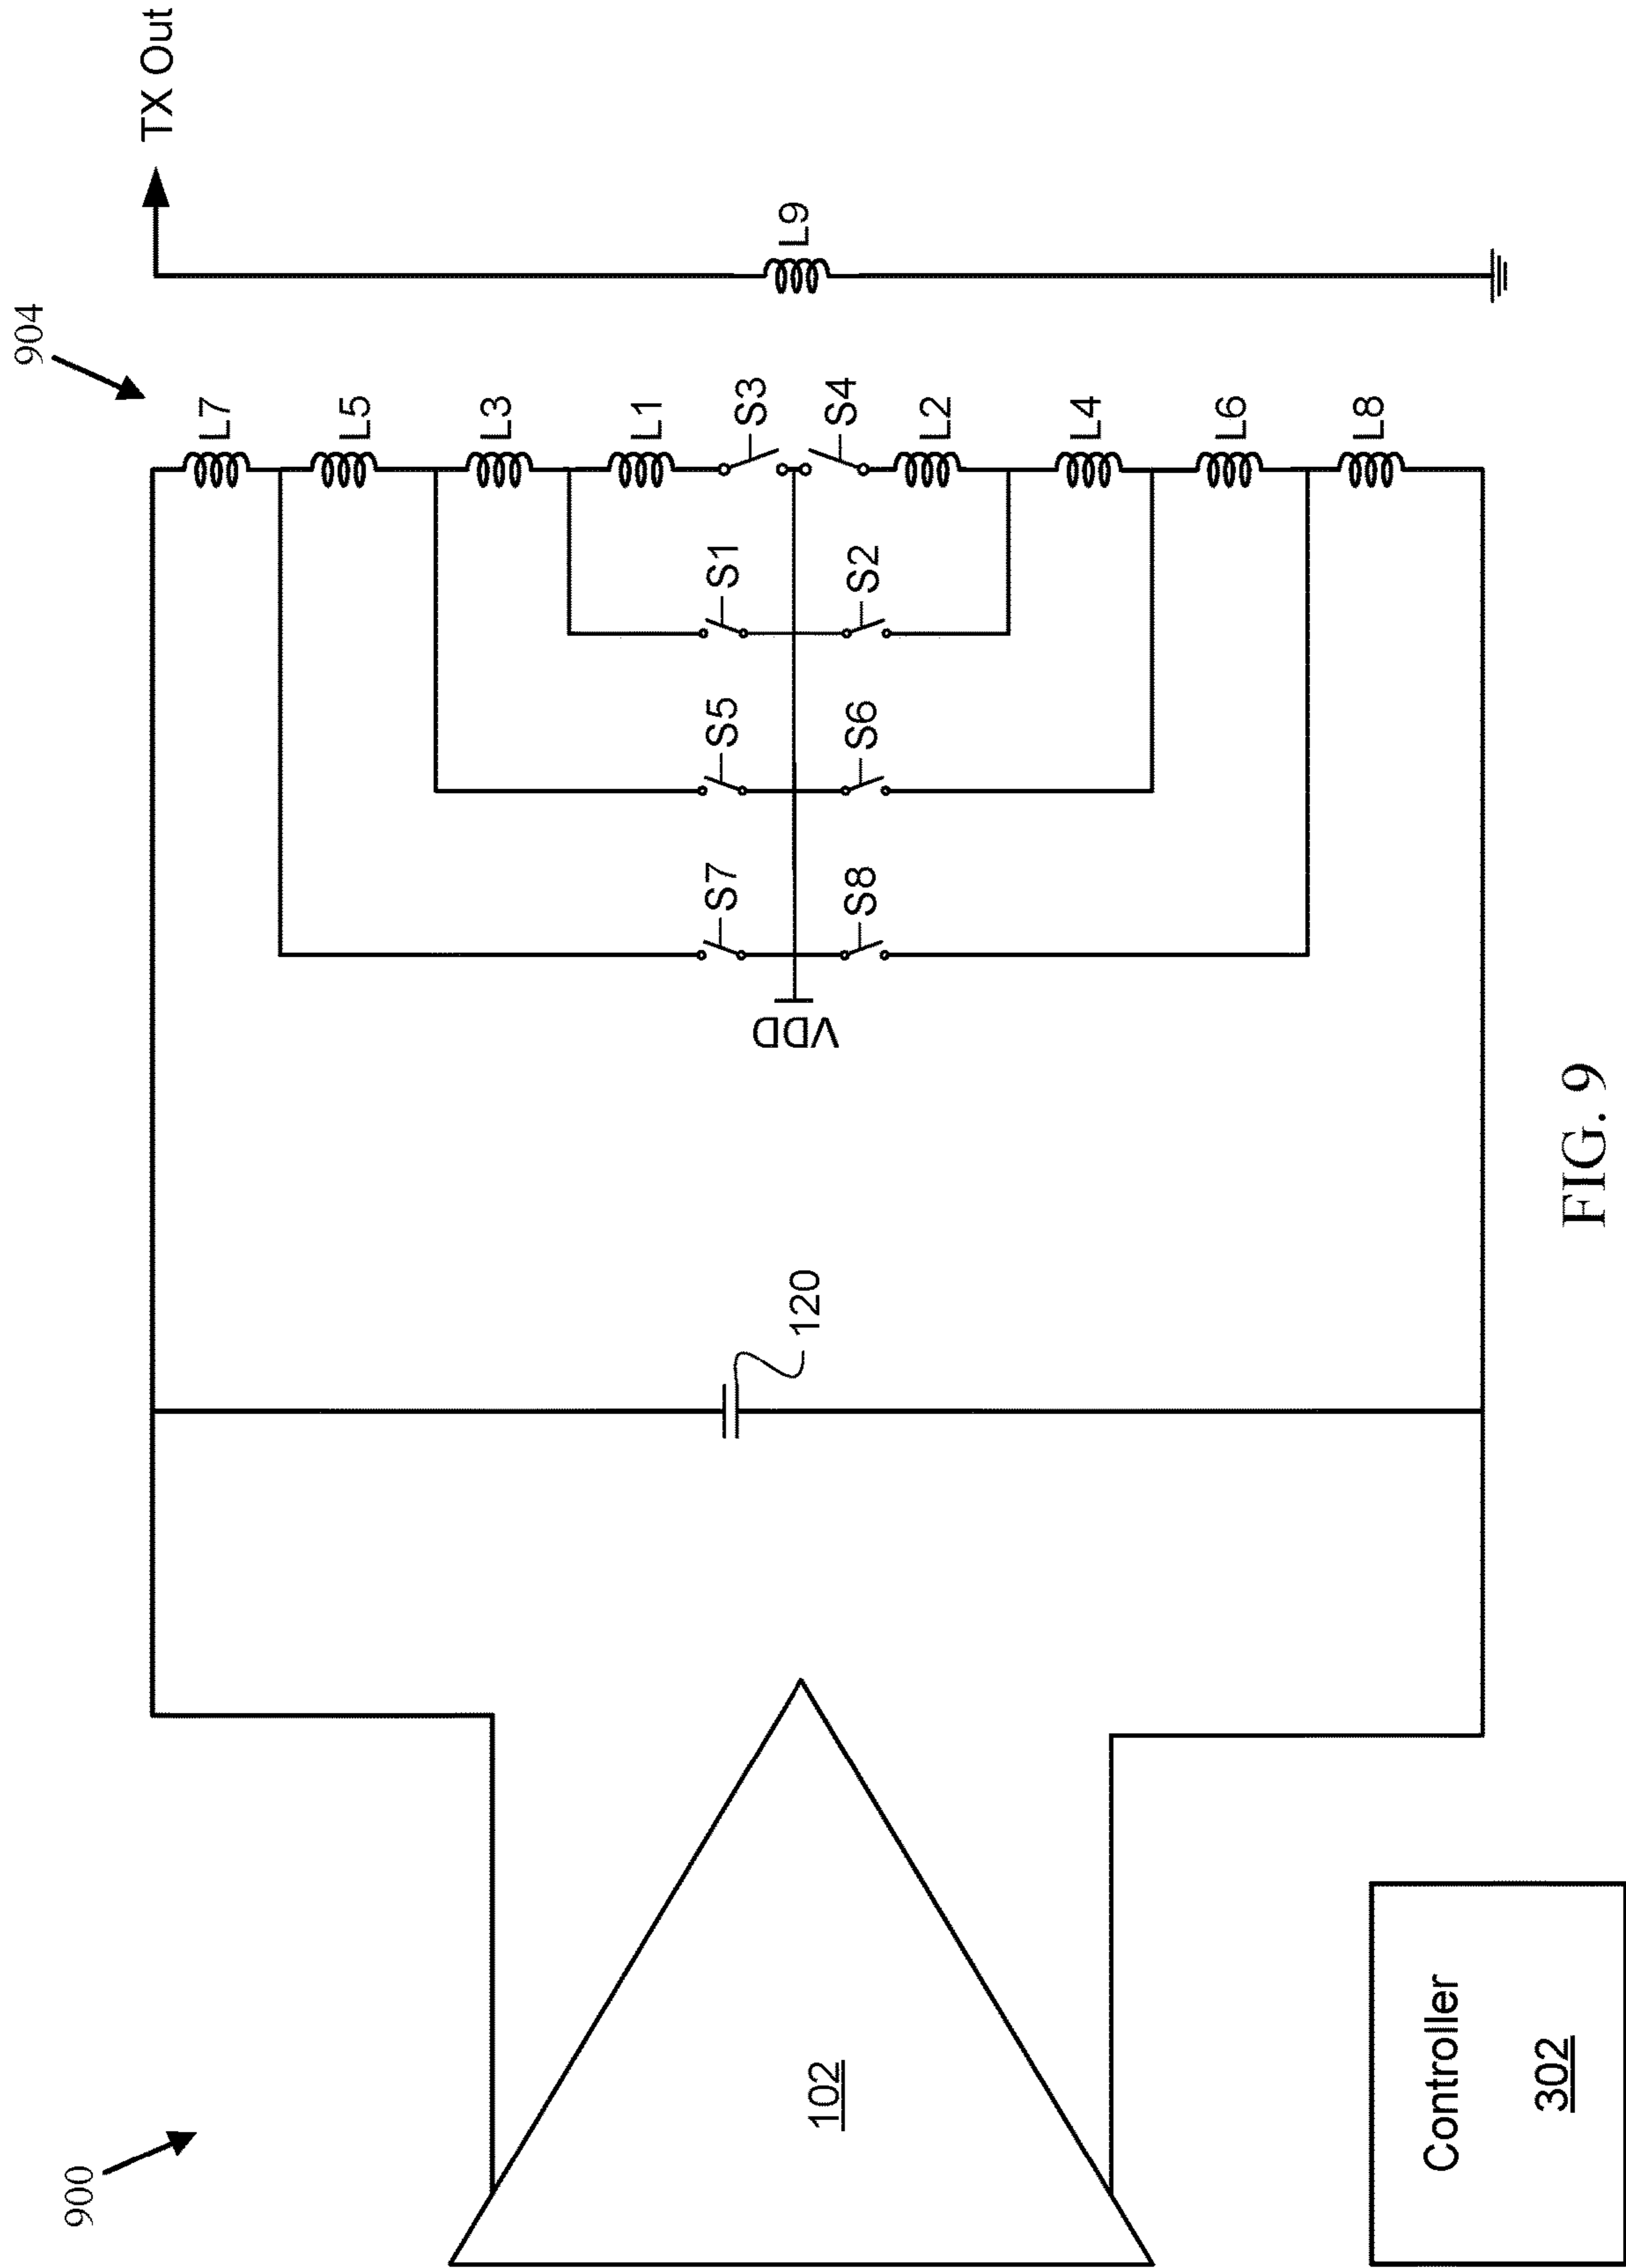 900
904
TX Out
L7
L5
L3
L1
S3
S4
L2
L4
L6
L8
L9
S1
S2
S5
S6
S7
S8
VDD
120
102
Controller
302
FIG. 9